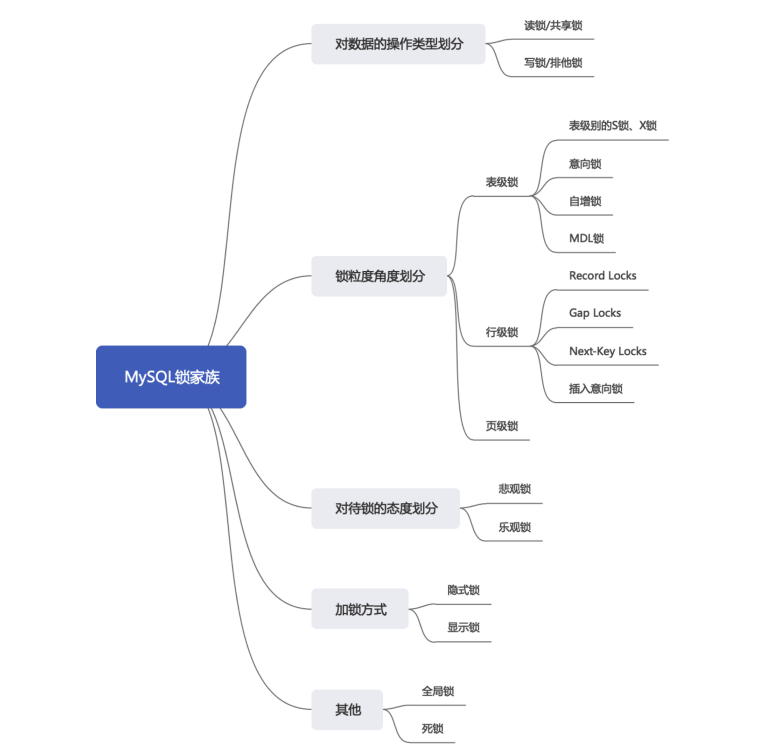 MySQL锁家族
对数据的操作类型划分
读锁/共享锁
写锁/排他锁
锁粒度角度划分
表级锁
表级别的S锁、X锁
意向锁
自增锁
MDL锁
行级锁
Record Locks
Gap Locks
Next-Key Locks
插入意向锁
页级锁
对待锁的态度划分
悲观锁
乐观锁
加锁方式
隐式锁
显示锁
其他
全局锁
死锁